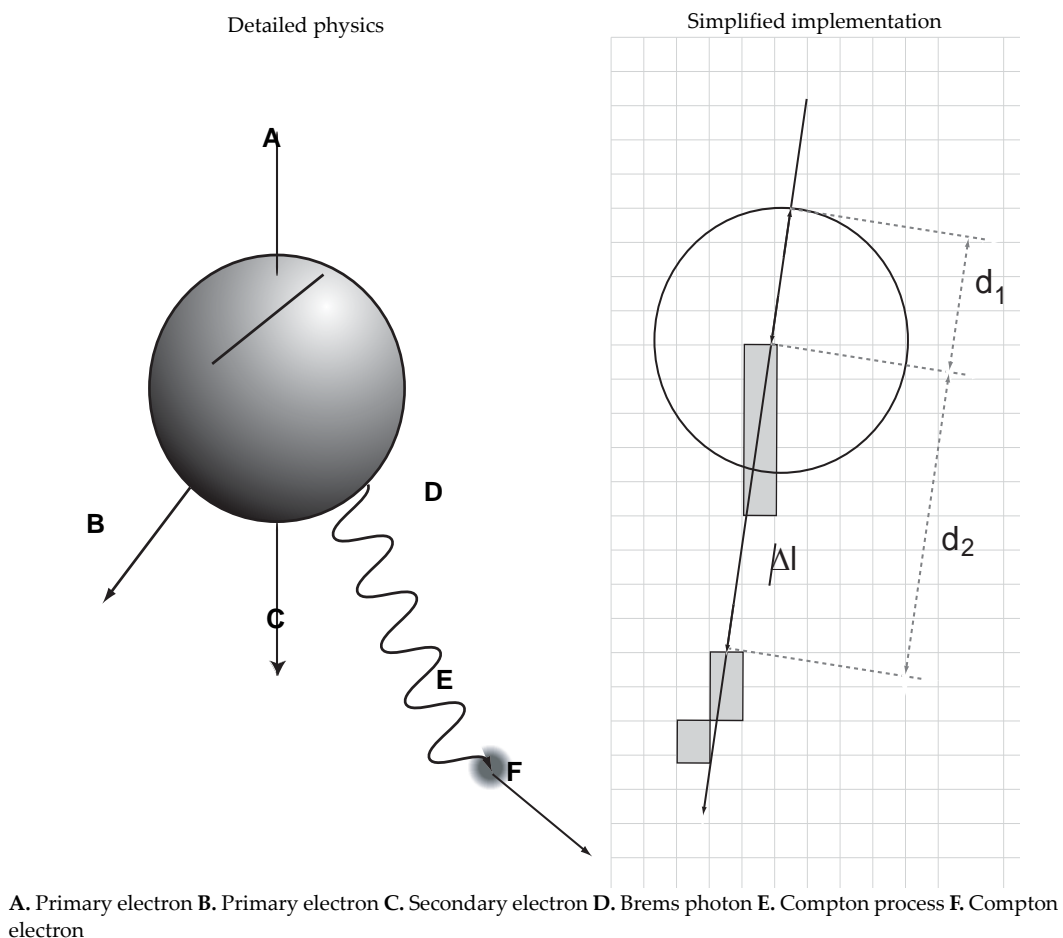 Detailed physics
Simplified implementation
A
d1
D
B
d2
Δl
C
E
F
A. Primary electron B. Primary electron C. Secondary electron D. Brems photon E. Compton process F. Compton
electron